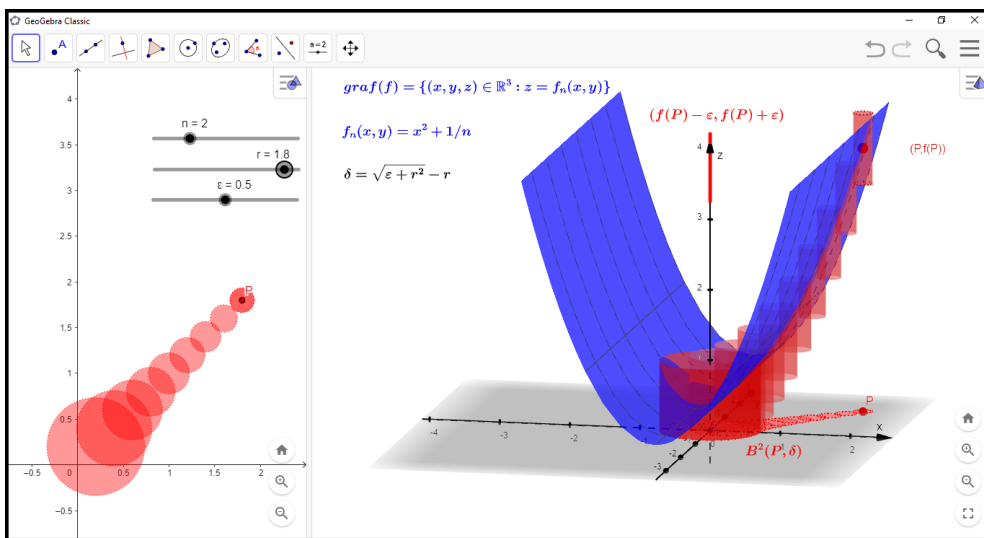 GeoGebra Classic
A
a=2
n = 2
r = 1.8
ε = 0.5
P
4
3.5
3
2.5
2
1.5
1
0.5
0
−0.5
−0.5
0.5
1
1.5
2
graf(f) = {(x, y, z) ∈ ℝ³ : z = fₙ(x, y)}
fₙ(x, y) = x² + 1/n
δ = √(ε + r²) − r
(f(P) − ε, f(P) + ε)
(P,f(P))
z
4
3
2
1
P
x
-4
-3
-2
0
2
-2
-3
B²(P, δ)